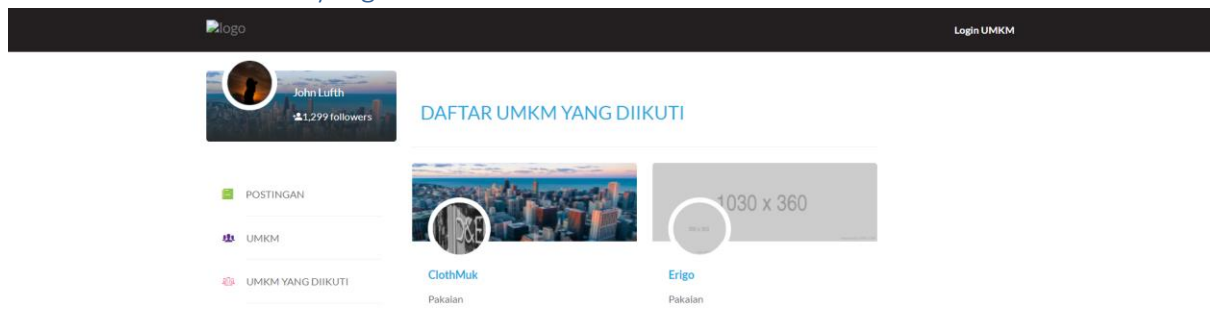 logo
Login UMKM
John Lufth
1,299 followers
DAFTAR UMKM YANG DIIKUTI
POSTINGAN
UMKM
UMKM YANG DIIKUTI
D&E
1030 x 360
ClothMuk
Pakaian
Erigo
Pakaian